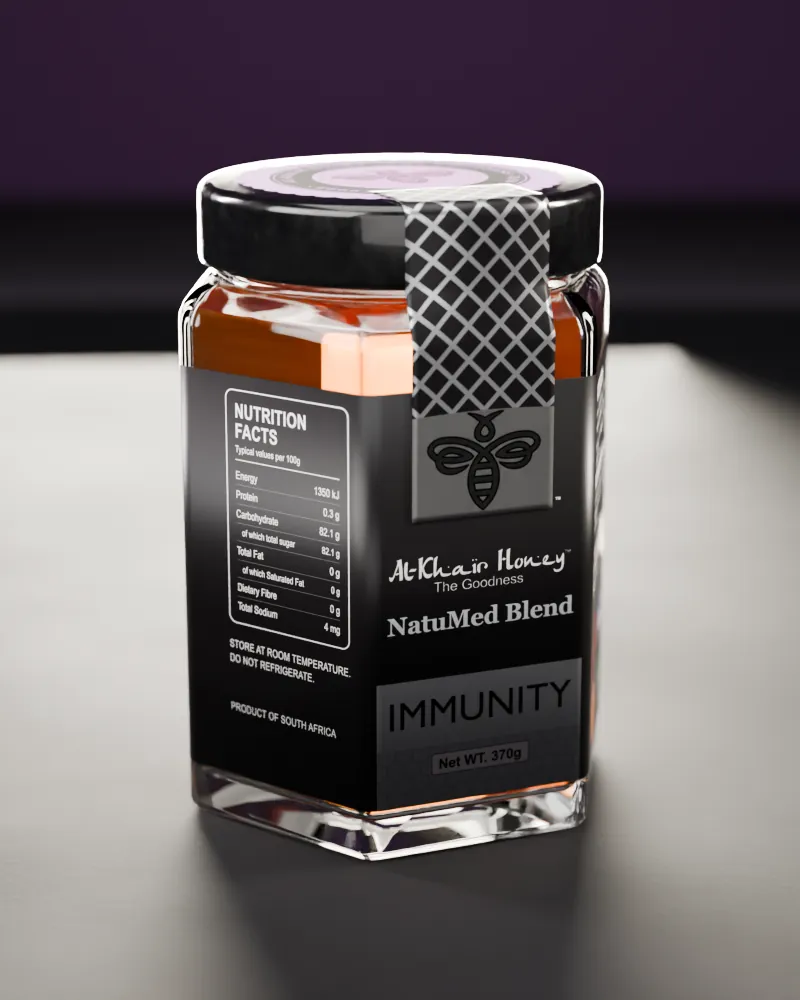 NUTRITION
FACTS
Typical values per 100g
Energy 1350 kJ
Protein 0.3 g
Carbohydrate 82.1 g
of which total sugar 82.1 g
Total Fat 0 g
of which Saturated Fat 0 g
Dietary Fibre 0 g
Total Sodium 4 mg
STORE AT ROOM TEMPERATURE.
DO NOT REFRIGERATE.
PRODUCT OF SOUTH AFRICA
™
Al-Khair Honey™
The Goodness
NatuMed Blend
IMMUNITY
Net WT. 370g